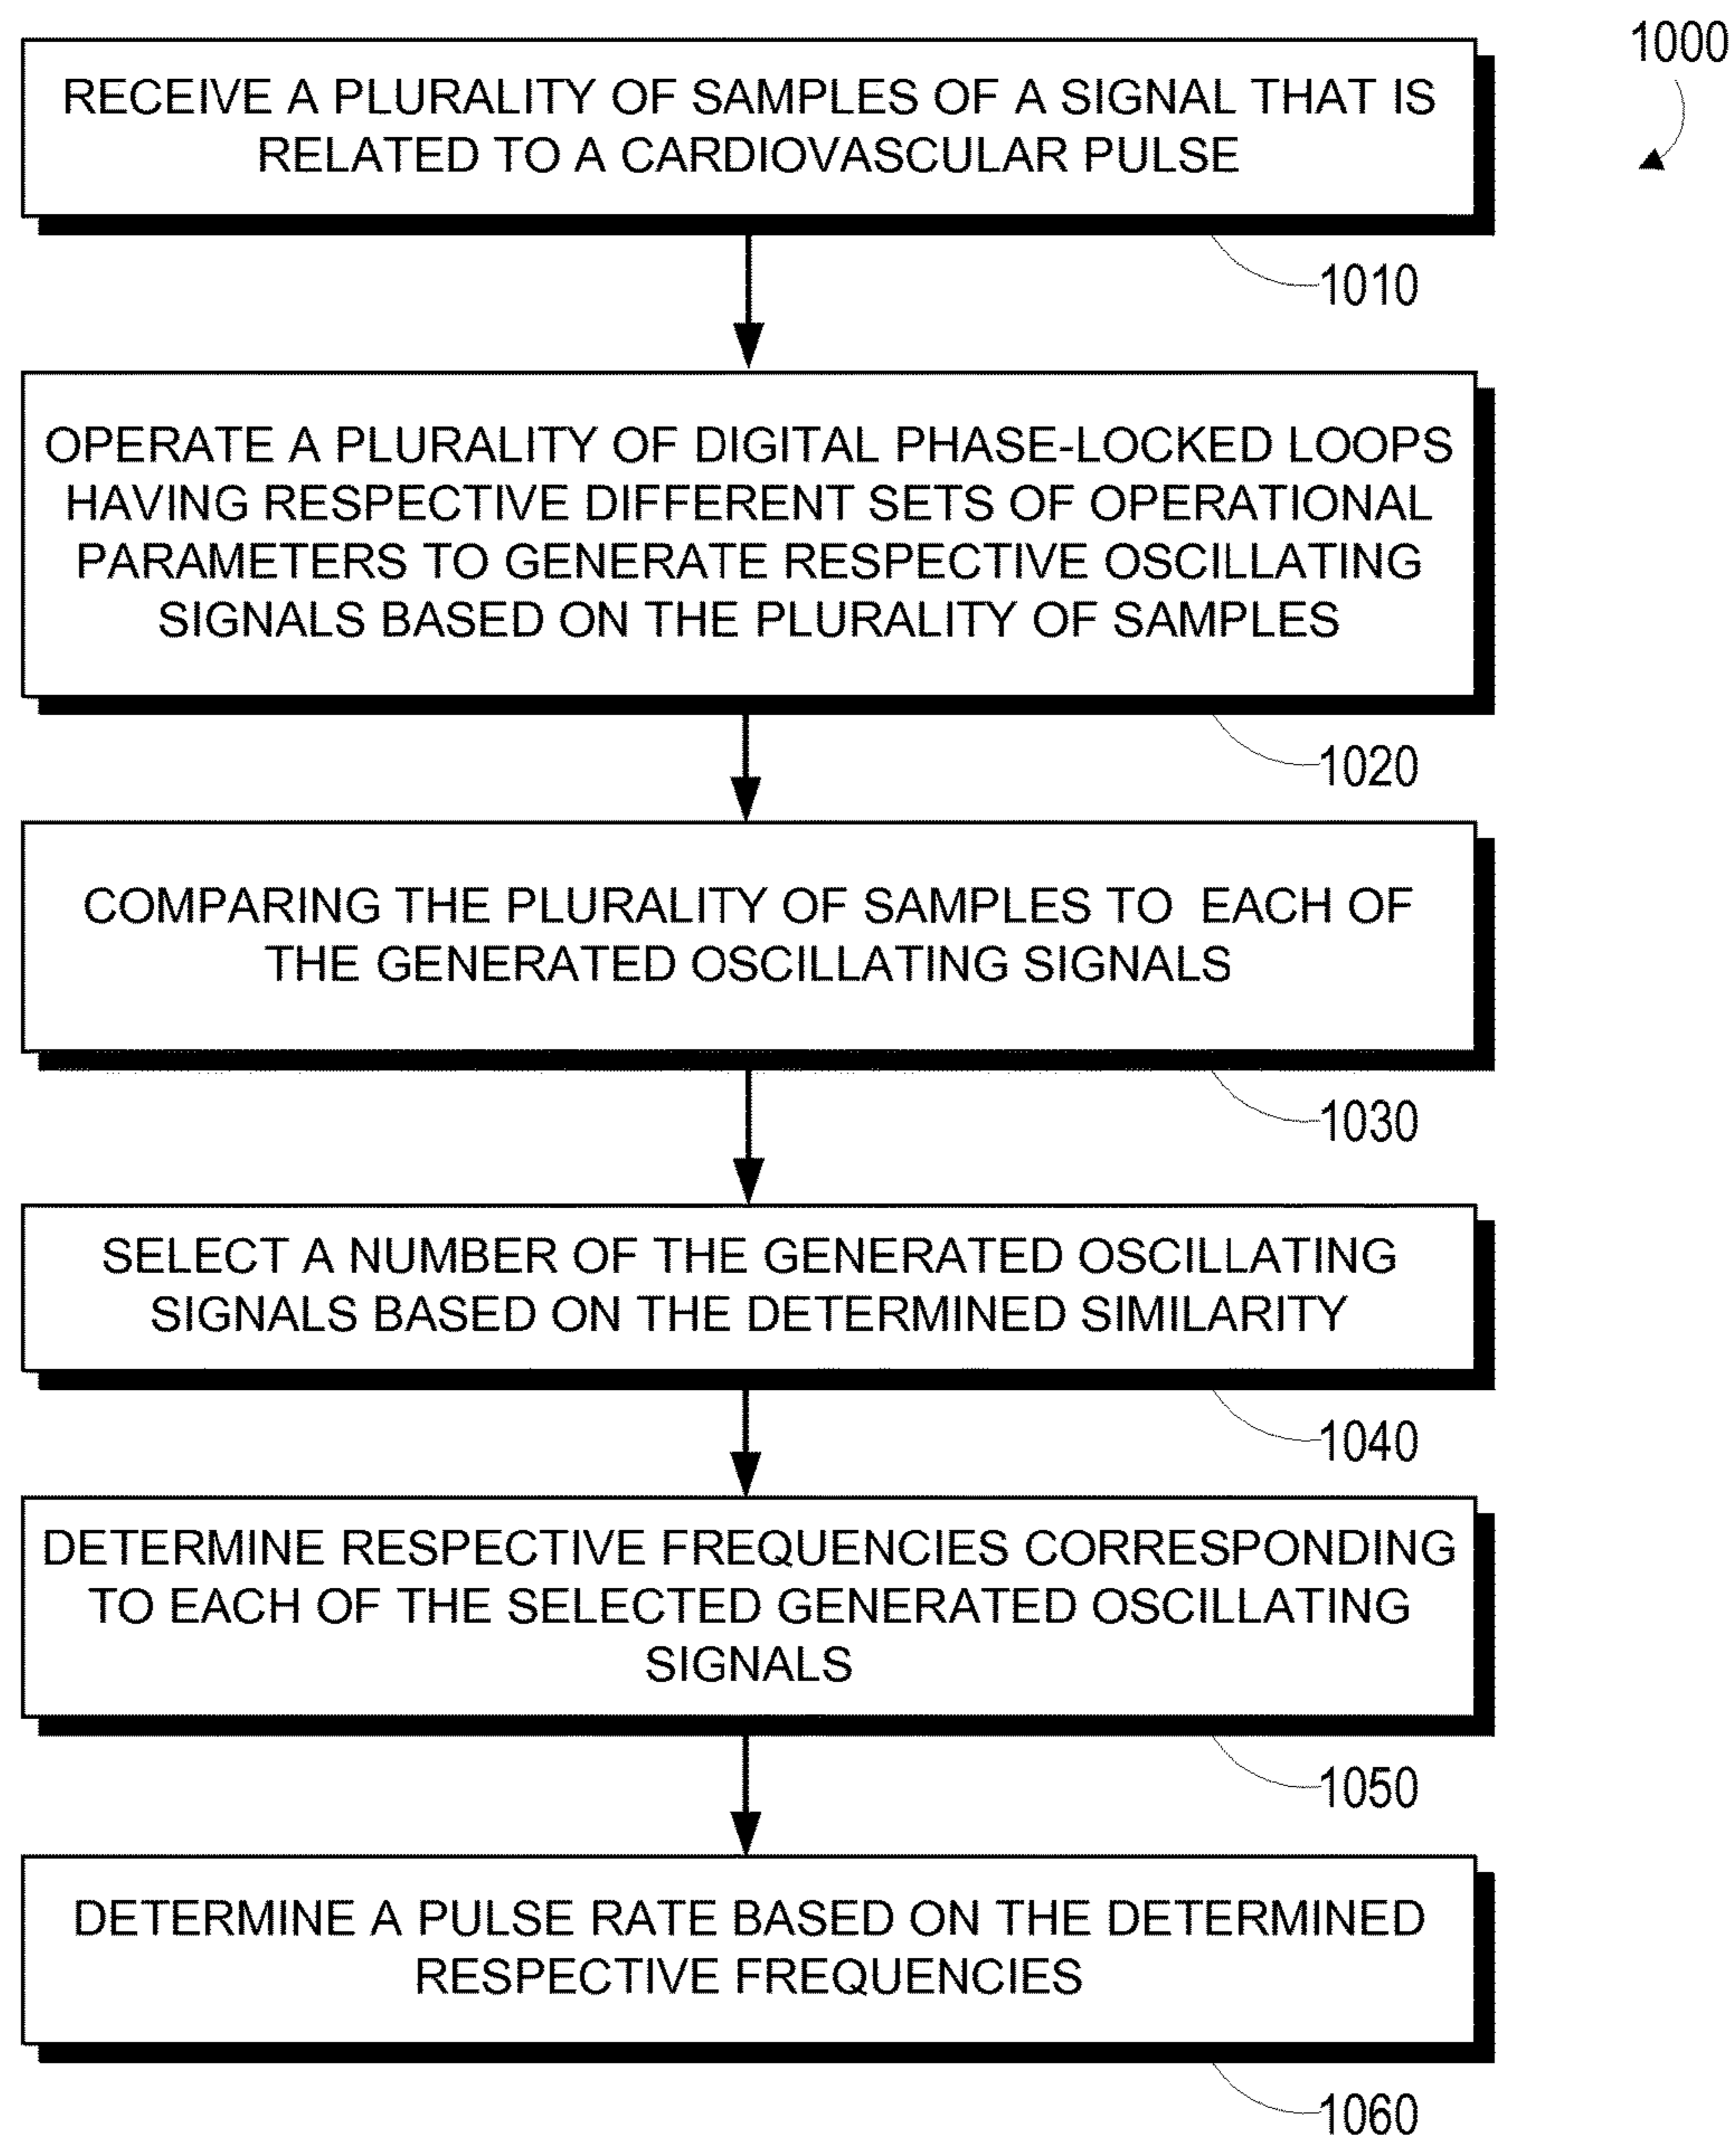 1000
RECEIVE A PLURALITY OF SAMPLES OF A SIGNAL THAT IS
RELATED TO A CARDIOVASCULAR PULSE
1010
OPERATE A PLURALITY OF DIGITAL PHASE-LOCKED LOOPS
HAVING RESPECTIVE DIFFERENT SETS OF OPERATIONAL
PARAMETERS TO GENERATE RESPECTIVE OSCILLATING
SIGNALS BASED ON THE PLURALITY OF SAMPLES
1020
COMPARING THE PLURALITY OF SAMPLES TO EACH OF
THE GENERATED OSCILLATING SIGNALS
1030
SELECT A NUMBER OF THE GENERATED OSCILLATING
SIGNALS BASED ON THE DETERMINED SIMILARITY
1040
DETERMINE RESPECTIVE FREQUENCIES CORRESPONDING
TO EACH OF THE SELECTED GENERATED OSCILLATING
SIGNALS
1050
DETERMINE A PULSE RATE BASED ON THE DETERMINED
RESPECTIVE FREQUENCIES
1060